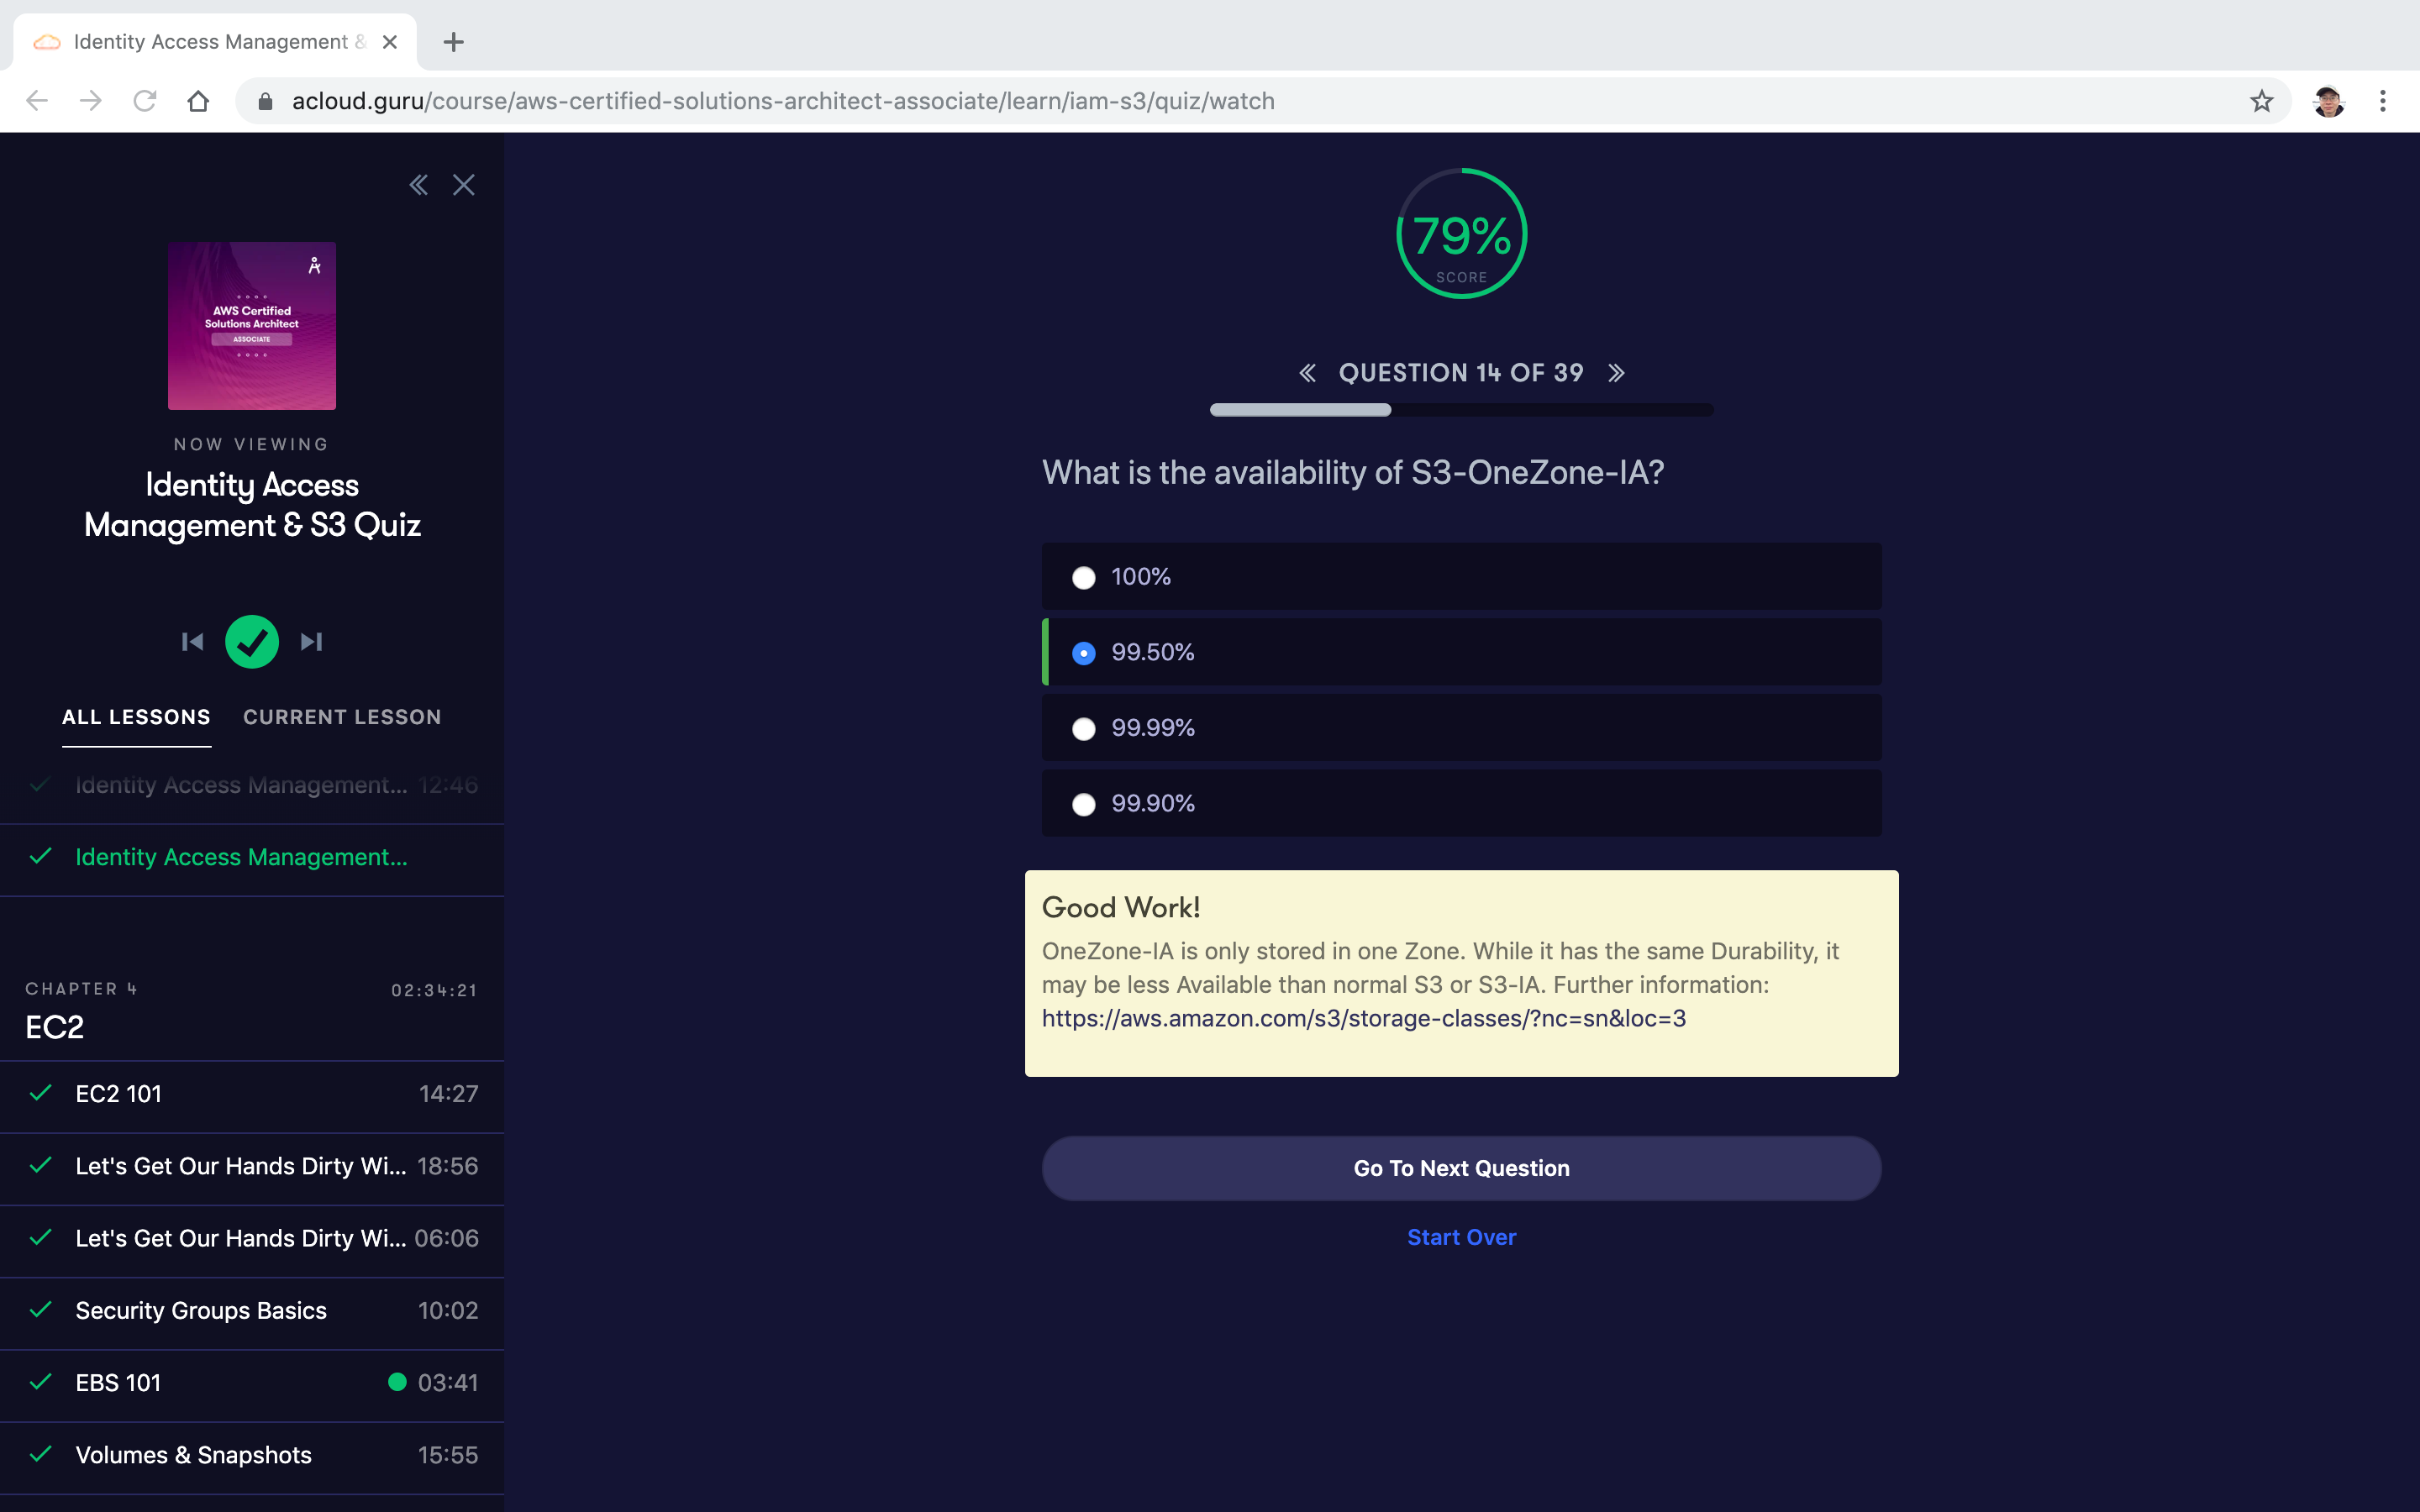 Identity Access Management &
acloud.guru/course/aws-certified-solutions-architect-associate/learn/iam-s3/quiz/watch
AWS Certified
Solutions Architect
ASSOCIATE
NOW VIEWING
Identity Access
Management & S3 Quiz
ALL LESSONS
CURRENT LESSON
Identity Access Management... 12:46
Identity Access Management...
CHAPTER 4 02:34:21
EC2
EC2 101 14:27
Let's Get Our Hands Dirty Wi... 18:56
Let's Get Our Hands Dirty Wi... 06:06
Security Groups Basics 10:02
EBS 101 03:41
Volumes & Snapshots 15:55
79%
SCORE
QUESTION 14 OF 39
What is the availability of S3-OneZone-IA?
100%
99.50%
99.99%
99.90%
Good Work!
OneZone-IA is only stored in one Zone. While it has the same Durability, it
may be less Available than normal S3 or S3-IA. Further information:
https://aws.amazon.com/s3/storage-classes/?nc=sn&loc=3
Go To Next Question
Start Over